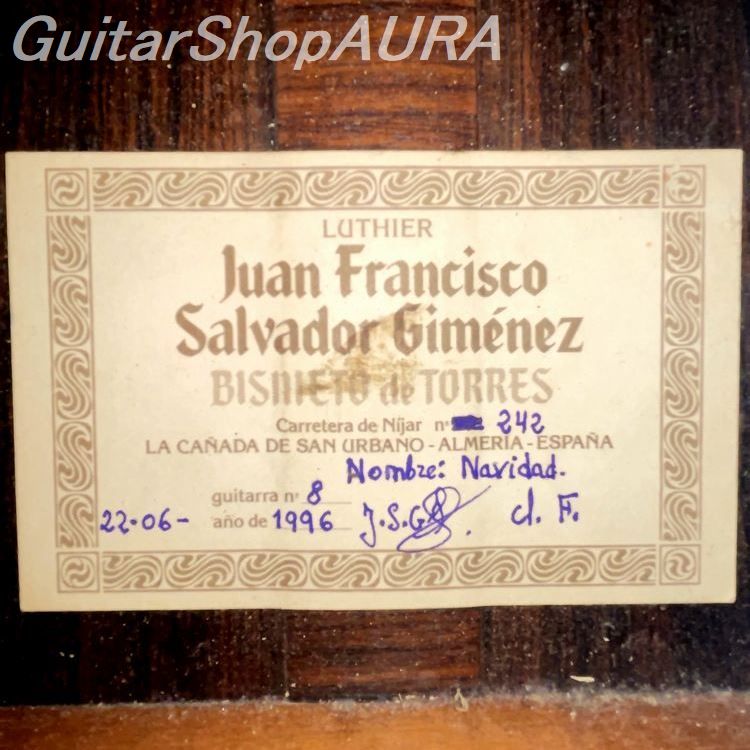 GuitarShopAURA
LUTHIER
Juan Francisco
Salvador Giménez
BISNIETO de TORRES
Carretera de Níjar nº 242
LA CAÑADA DE SAN URBANO - ALMERÍA - ESPAÑA
Nombre: Navidad.
guitarra nº 8
22-06- año de 1996 J.S.G. d. F.